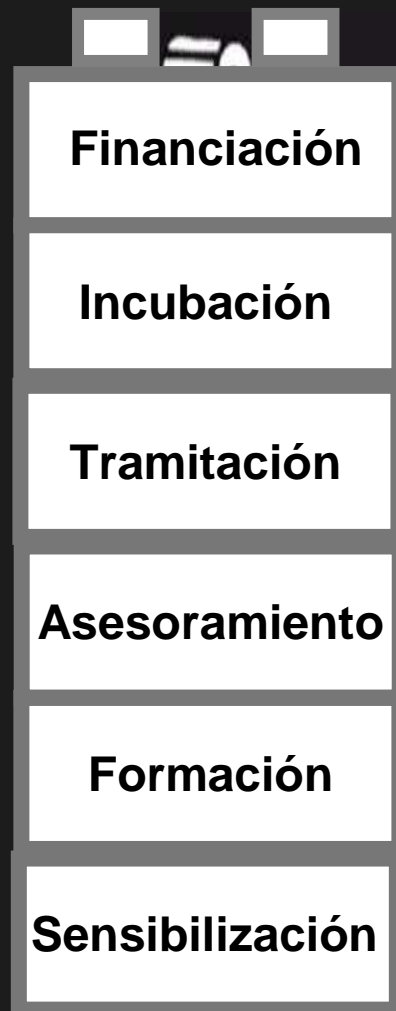 Financiación
Incubación
Tramitación
Asesoramiento
Formación
Sensibilización